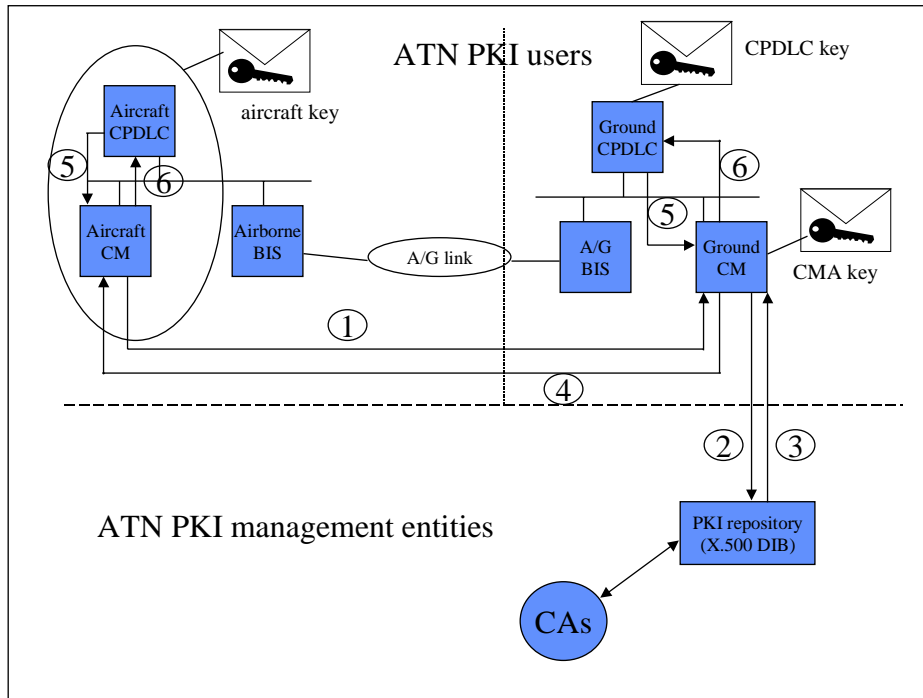 ATN PKI users
CPDLC key
aircraft key
Aircraft
CPDLC
Ground
CPDLC
5
6
6
5
Aircraft
CM
Airborne
BIS
A/G link
A/G
BIS
Ground
CM
CMA key
1
4
2
3
ATN PKI management entities
PKI repository
(X.500 DIB)
CAs